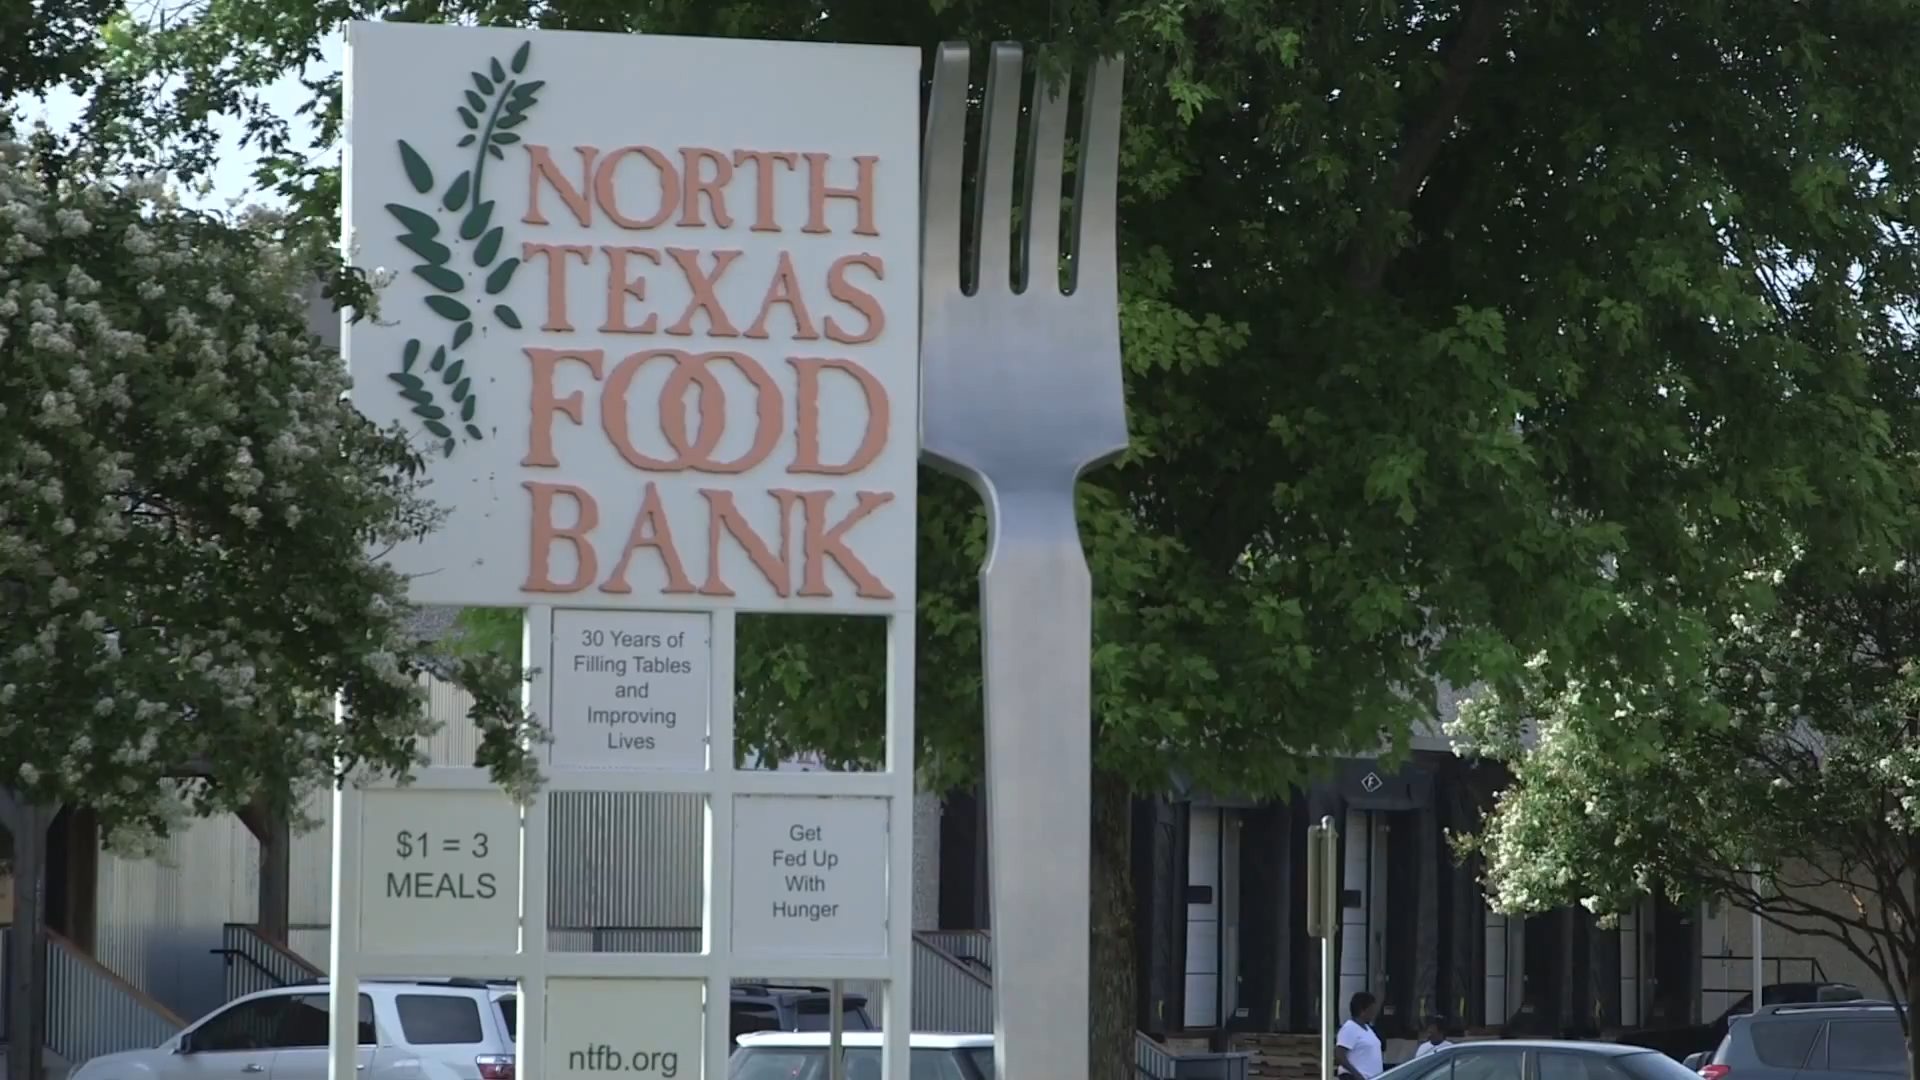 NORTH
TEXAS
FOOD
BANK
30 Years of
Filling Tables
and
Improving
Lives
$1 = 3
MEALS
Get
Fed Up
With
Hunger
ntfb.org
F